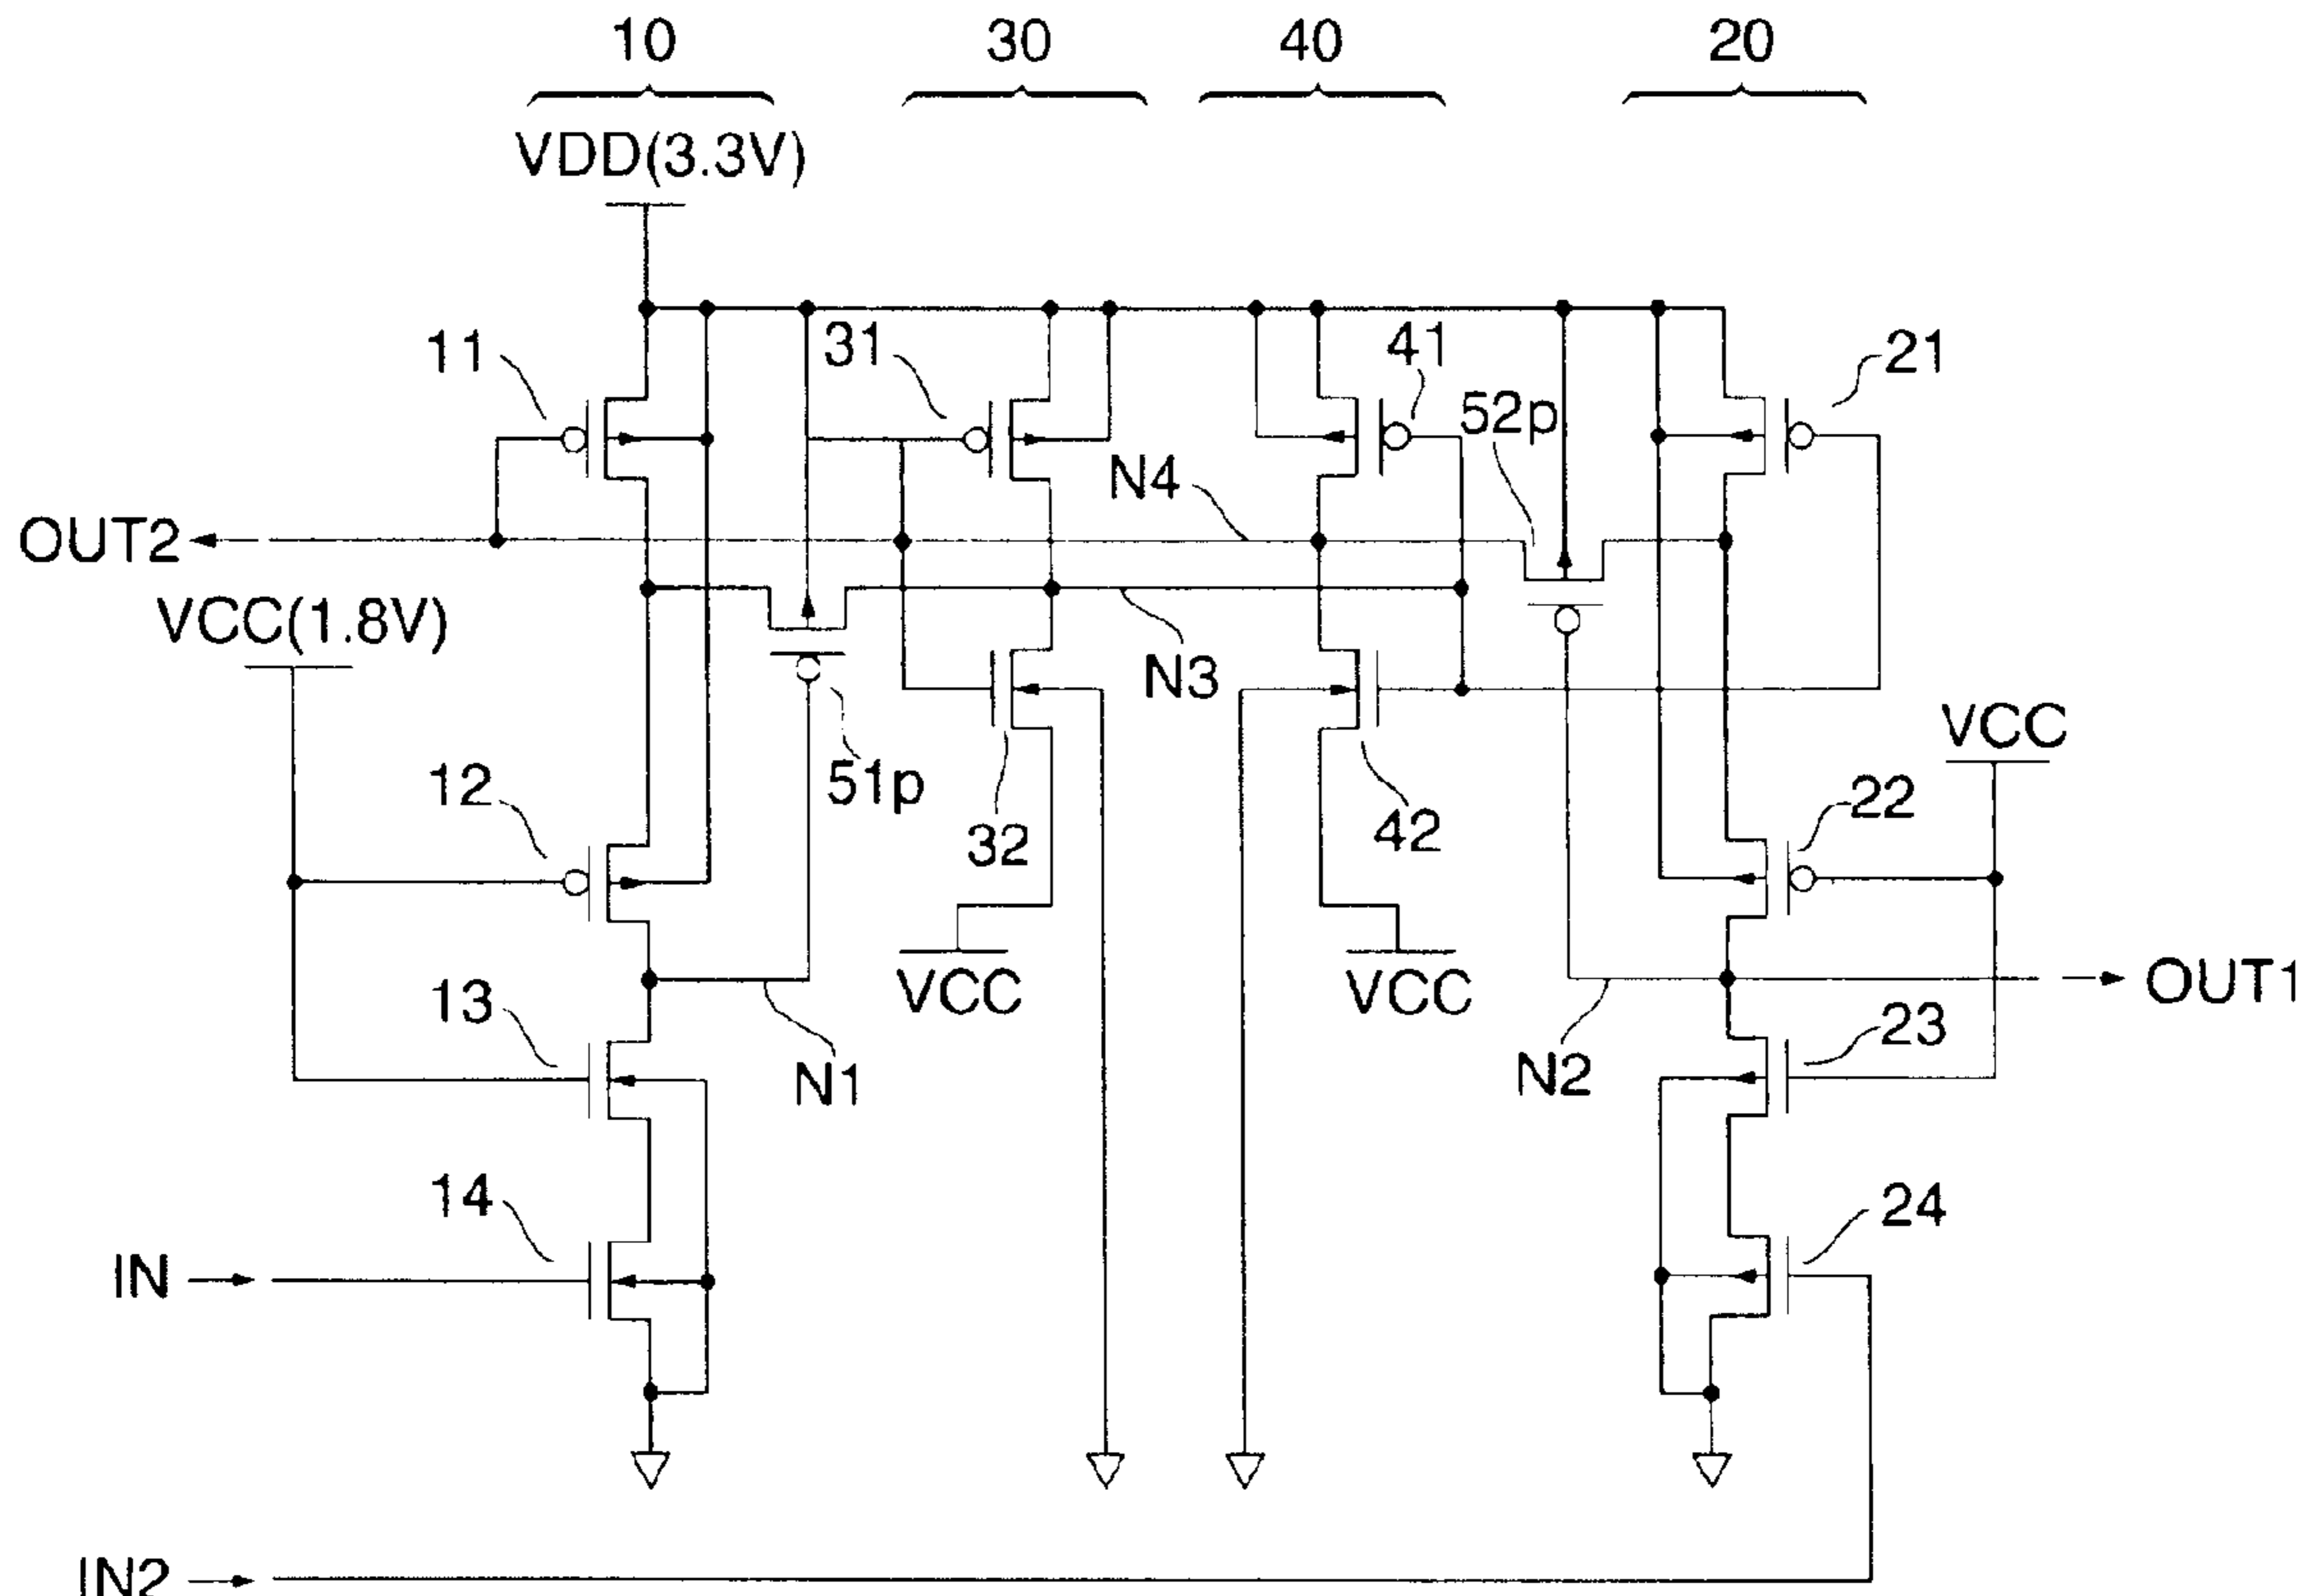 10 30 40 20
VDD(3.3V)
11 31 41 52p 21
N4
OUT2
VCC(1.8V)
N3
VCC
12 51p 32 42 22
VCC VCC
OUT1
13 N1 N2 23
14 24
IN
IN2